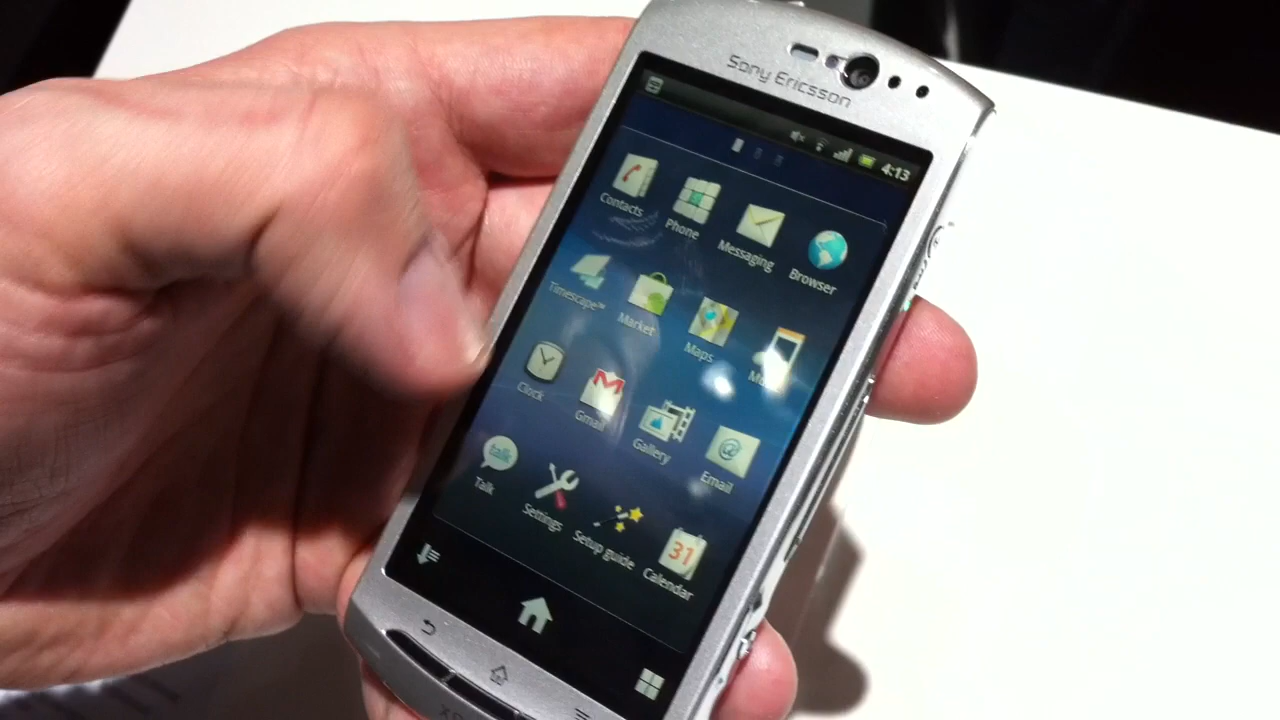 Sony Ericsson
4:13
Contacts
Phone
Messaging
Browser
Timescape™
Market
Maps
Clock
Gmail
Gallery
Email
talk
Talk
Settings
Setup guide
31
Calendar